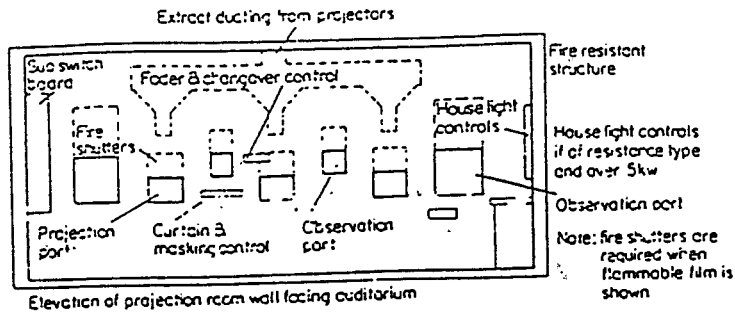 Extract ducting from projectors
Sub switch
board
Fader & changover control
Fire
shutters
House light
controls
Fire resistant
structure
House light controls
if of resistance type
and over 5kw
Observation port
Projection
port
Curtain &
masking control
Observation
port
Note: fire shutters are
required when
flammable film is
shown
Elevation of projection room wall facing auditorium